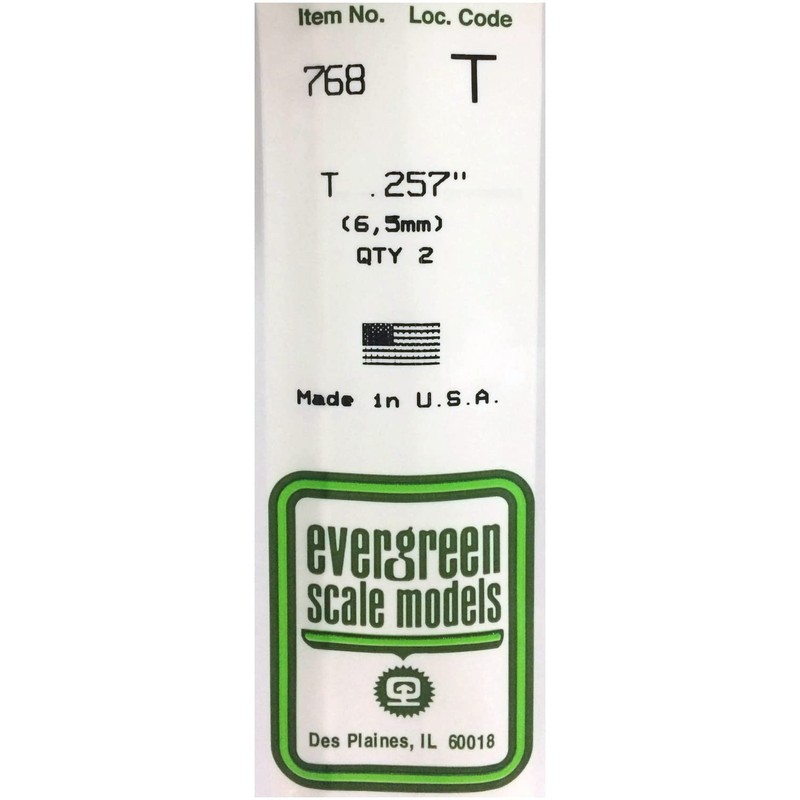 Item No. Loc. Code
768 T
T .257"
(6,5mm)
QTY 2
Made in U.S.A.
evergreen
scale models
Des Plaines, IL 60018